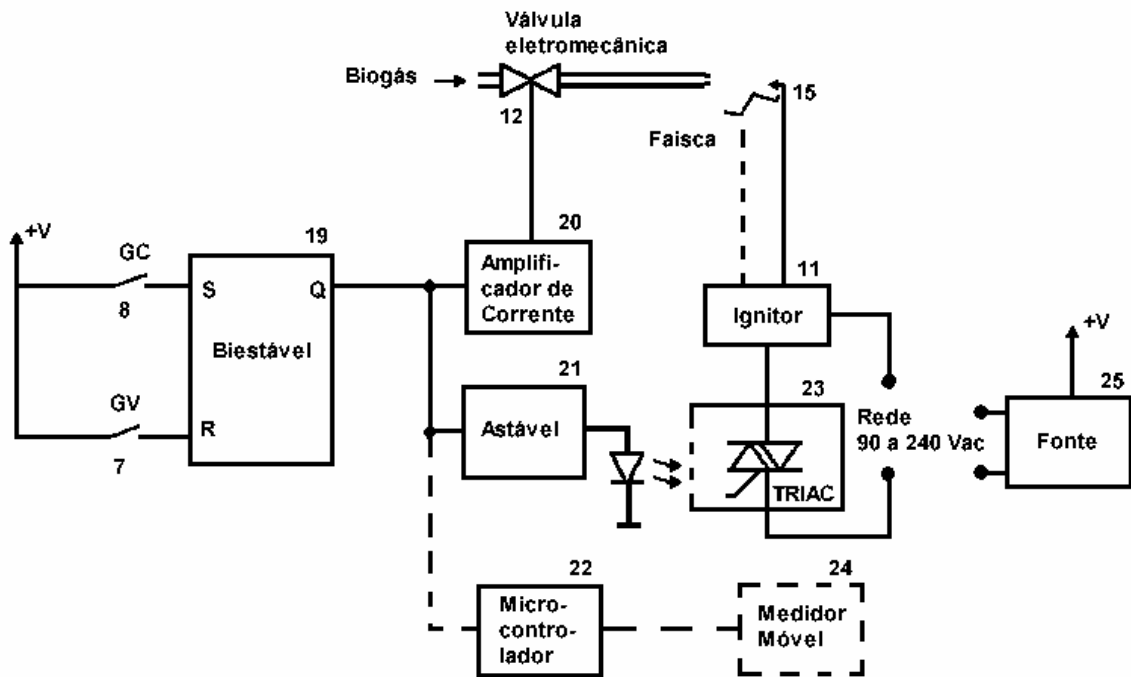 Válvula
eletromecânica
Biogás
12
15
Faisca
+V
GC
8
19
S
Q
Biestável
GV
R
7
20
Amplifi-
cador de
Corrente
11
Ignitor
21
Astável
23
TRIAC
Rede
90 a 240 Vac
+V
25
Fonte
22
Micro-
contro-
lador
24
Medidor
Móvel